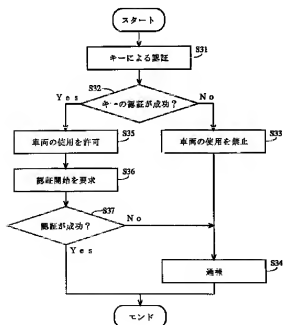 スタート
S31
キーによる認証
S32
キーの認証が成功?
Yes
No
S35
車両の使用を許可
S33
車両の使用を禁止
S36
認証開始を要求
S37
認証が成功?
No
Yes
S34
通報
エンド